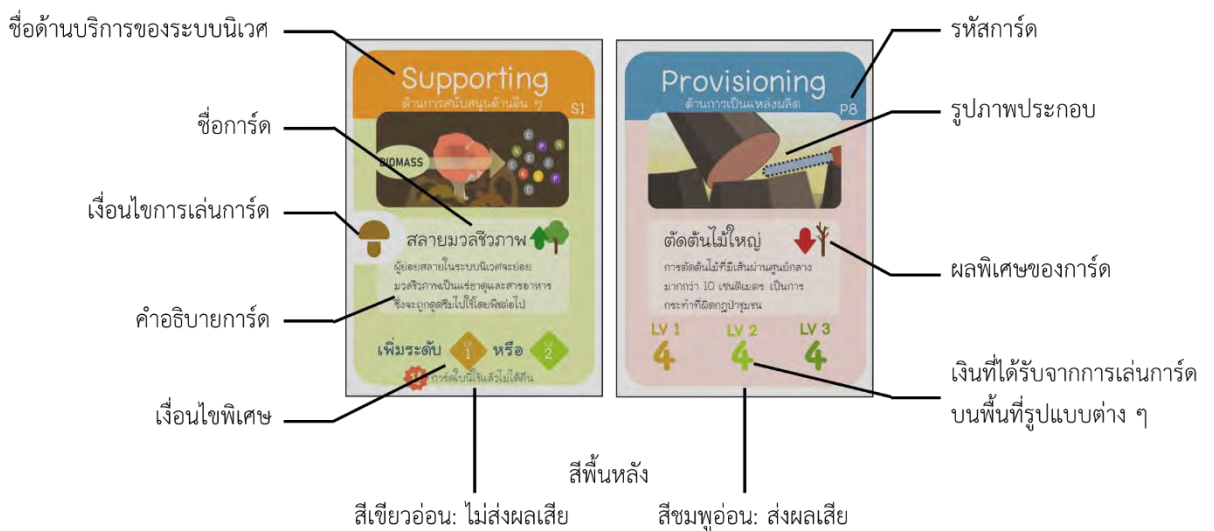 ชื่อด้านบริการของระบบนิเวศ
ชื่อการ์ด
เงื่อนไขการเล่นการ์ด
คำอธิบายการ์ด
เงื่อนไขพิเศษ
Supporting
ด้านการสนับสนุนด้านอื่น ๆ
S1
BIOMASS
N
P
C
N
C
C
P
C
K
S
P
C
สลายมวลชีวภาพ
ผู้ย่อยสลายในระบบนิเวศจะย่อย
มวลชีวภาพเป็นแร่ธาตุและสารอาหาร
ซึ่งจะถูกดูดซึมไปใช้โดยพืชต่อไป
เพิ่มระดับ LV 1 หรือ LV 2
การ์ดใบนี้ใช้แล้วไม่ได้คืน
Provisioning
ด้านการเป็นแหล่งผลิต
P8
ตัดต้นไม้ใหญ่
การตัดต้นไม้ที่มีเส้นผ่านศูนย์กลาง
มากกว่า 10 เซนติเมตร เป็นการ
กระทำที่ผิดกฎป่าชุมชน
LV 1 LV 2 LV 3
4 4 4
รหัสการ์ด
รูปภาพประกอบ
ผลพิเศษของการ์ด
เงินที่ได้รับจากการเล่นการ์ด
บนพื้นที่รูปแบบต่าง ๆ
สีพื้นหลัง
สีเขียวอ่อน: ไม่ส่งผลเสีย
สีชมพูอ่อน: ส่งผลเสีย